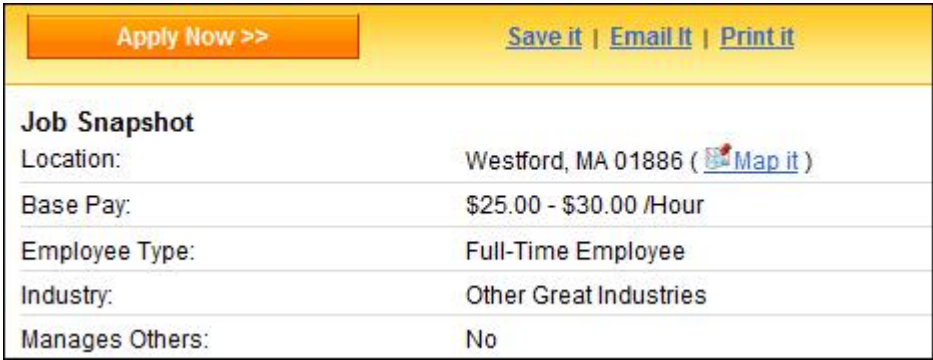 Apply Now >> Save it | Email It | Print it
Job Snapshot
Location: Westford, MA 01886 ( Map it )
Base Pay: $25.00 - $30.00 /Hour
Employee Type: Full-Time Employee
Industry: Other Great Industries
Manages Others: No